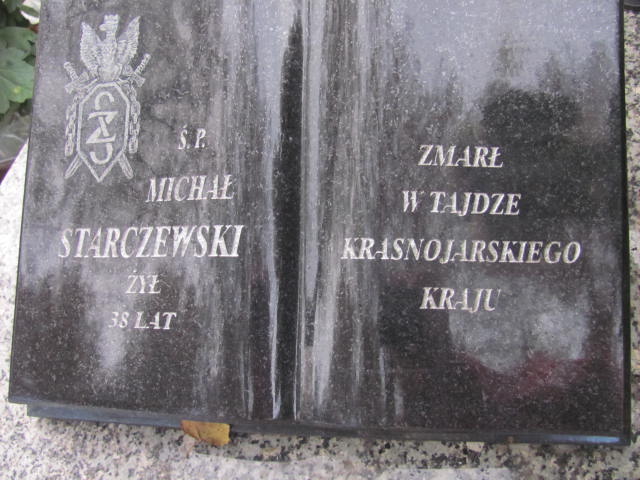 Ś.P.
MICHAŁ
STARCZEWSKI
ŻYŁ
38 LAT
ZMARŁ
W TAJDZE
KRASNOJARSKIEGO
KRAJU